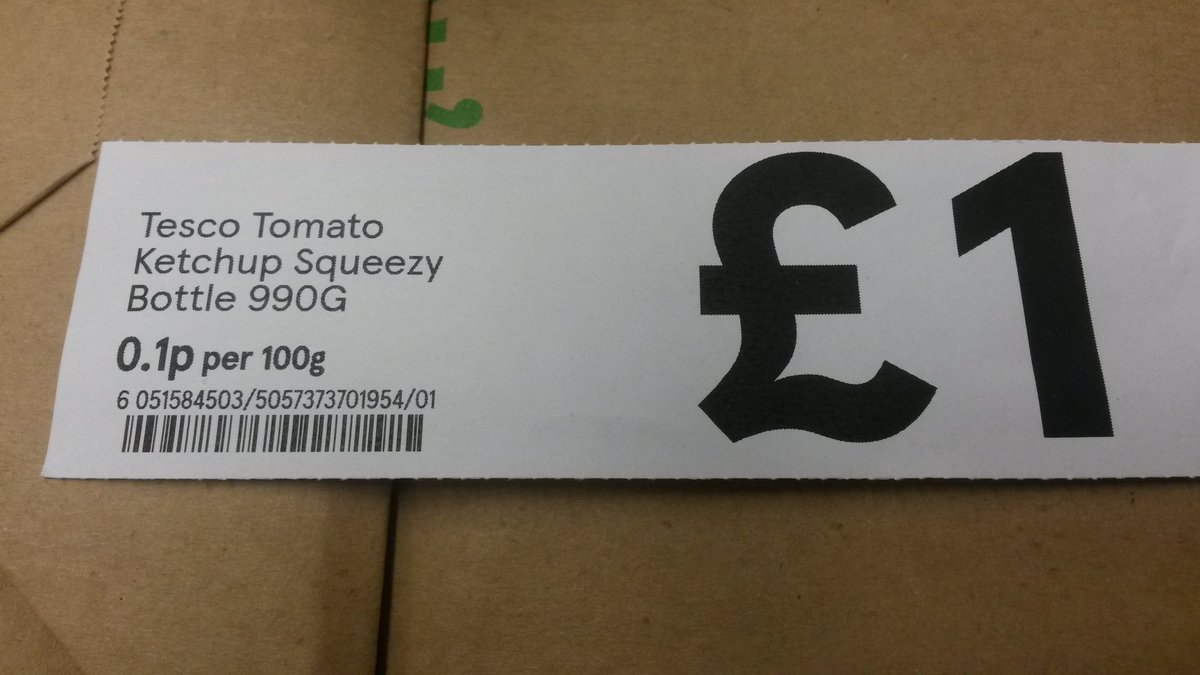 Tesco Tomato
Ketchup Squeezy
Bottle 990G
0.1p per 100g
6 051584503/5057373701954/01
£1